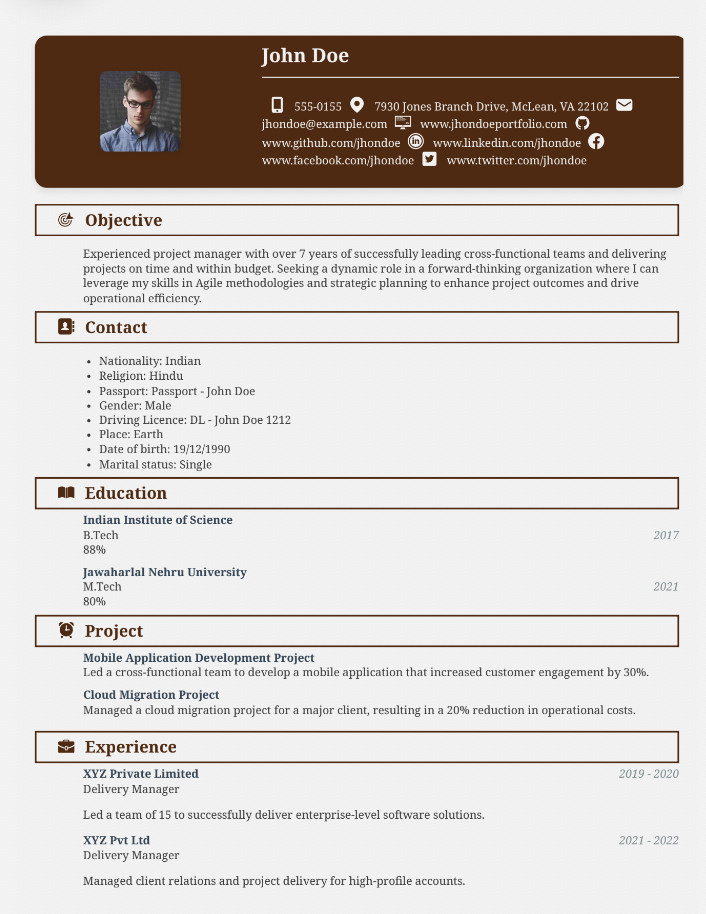 John Doe
555-0155 7930 Jones Branch Drive, McLean, VA 22102
jhondoe@example.com www.jhondoeportfolio.com
www.github.com/jhondoe www.linkedin.com/jhondoe
www.facebook.com/jhondoe www.twitter.com/jhondoe
Objective
Experienced project manager with over 7 years of successfully leading cross-functional teams and delivering
projects on time and within budget. Seeking a dynamic role in a forward-thinking organization where I can
leverage my skills in Agile methodologies and strategic planning to enhance project outcomes and drive
operational efficiency.
Contact
• Nationality: Indian
• Religion: Hindu
• Passport: Passport - John Doe
• Gender: Male
• Driving Licence: DL - John Doe 1212
• Place: Earth
• Date of birth: 19/12/1990
• Marital status: Single
Education
Indian Institute of Science
B.Tech 2017
88%
Jawaharlal Nehru University
M.Tech 2021
80%
Project
Mobile Application Development Project
Led a cross-functional team to develop a mobile application that increased customer engagement by 30%.
Cloud Migration Project
Managed a cloud migration project for a major client, resulting in a 20% reduction in operational costs.
Experience
XYZ Private Limited 2019 - 2020
Delivery Manager
Led a team of 15 to successfully deliver enterprise-level software solutions.
XYZ Pvt Ltd 2021 - 2022
Delivery Manager
Managed client relations and project delivery for high-profile accounts.